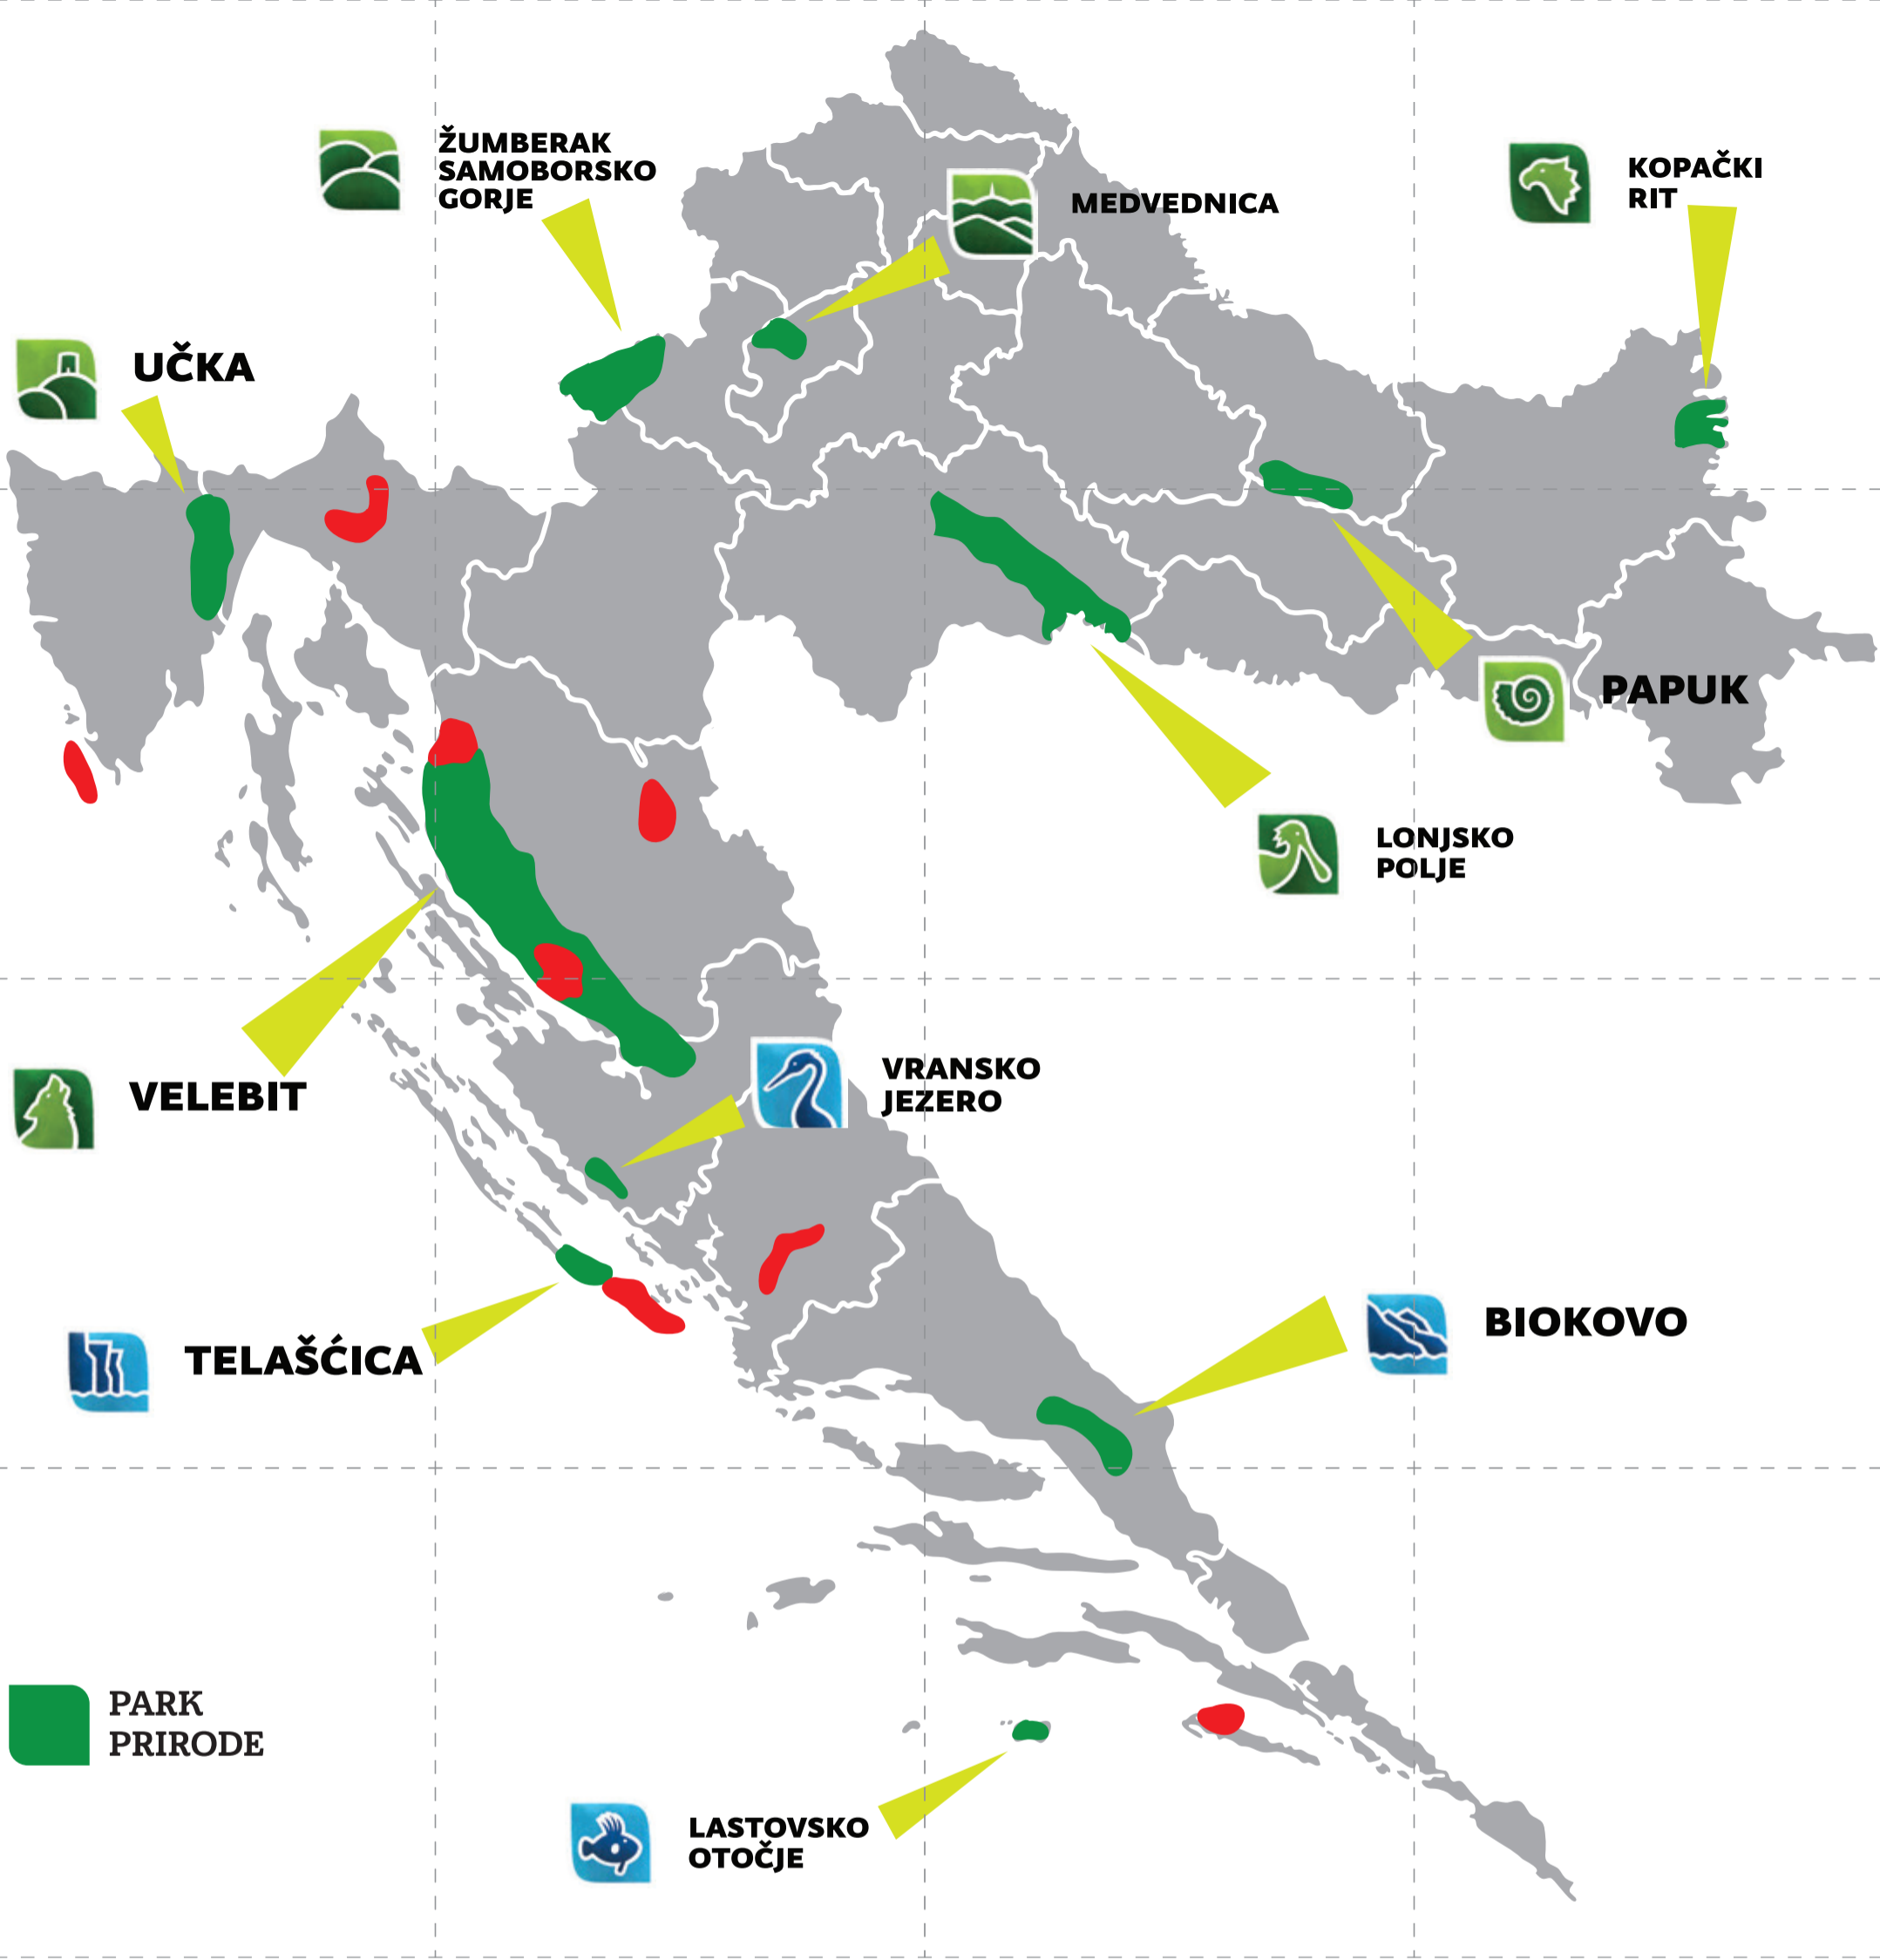 ŽUMBERAK
SAMOBORSKO
GORJE
MEDVEDNICA
KOPAČKI
RIT
UČKA
PAPUK
LONJSKO
POLJE
VELEBIT
VRANSKO
JEZERO
TELAŠĆICA
BIOKOVO
PARK
PRIRODE
LASTOVSKO
OTOČJE